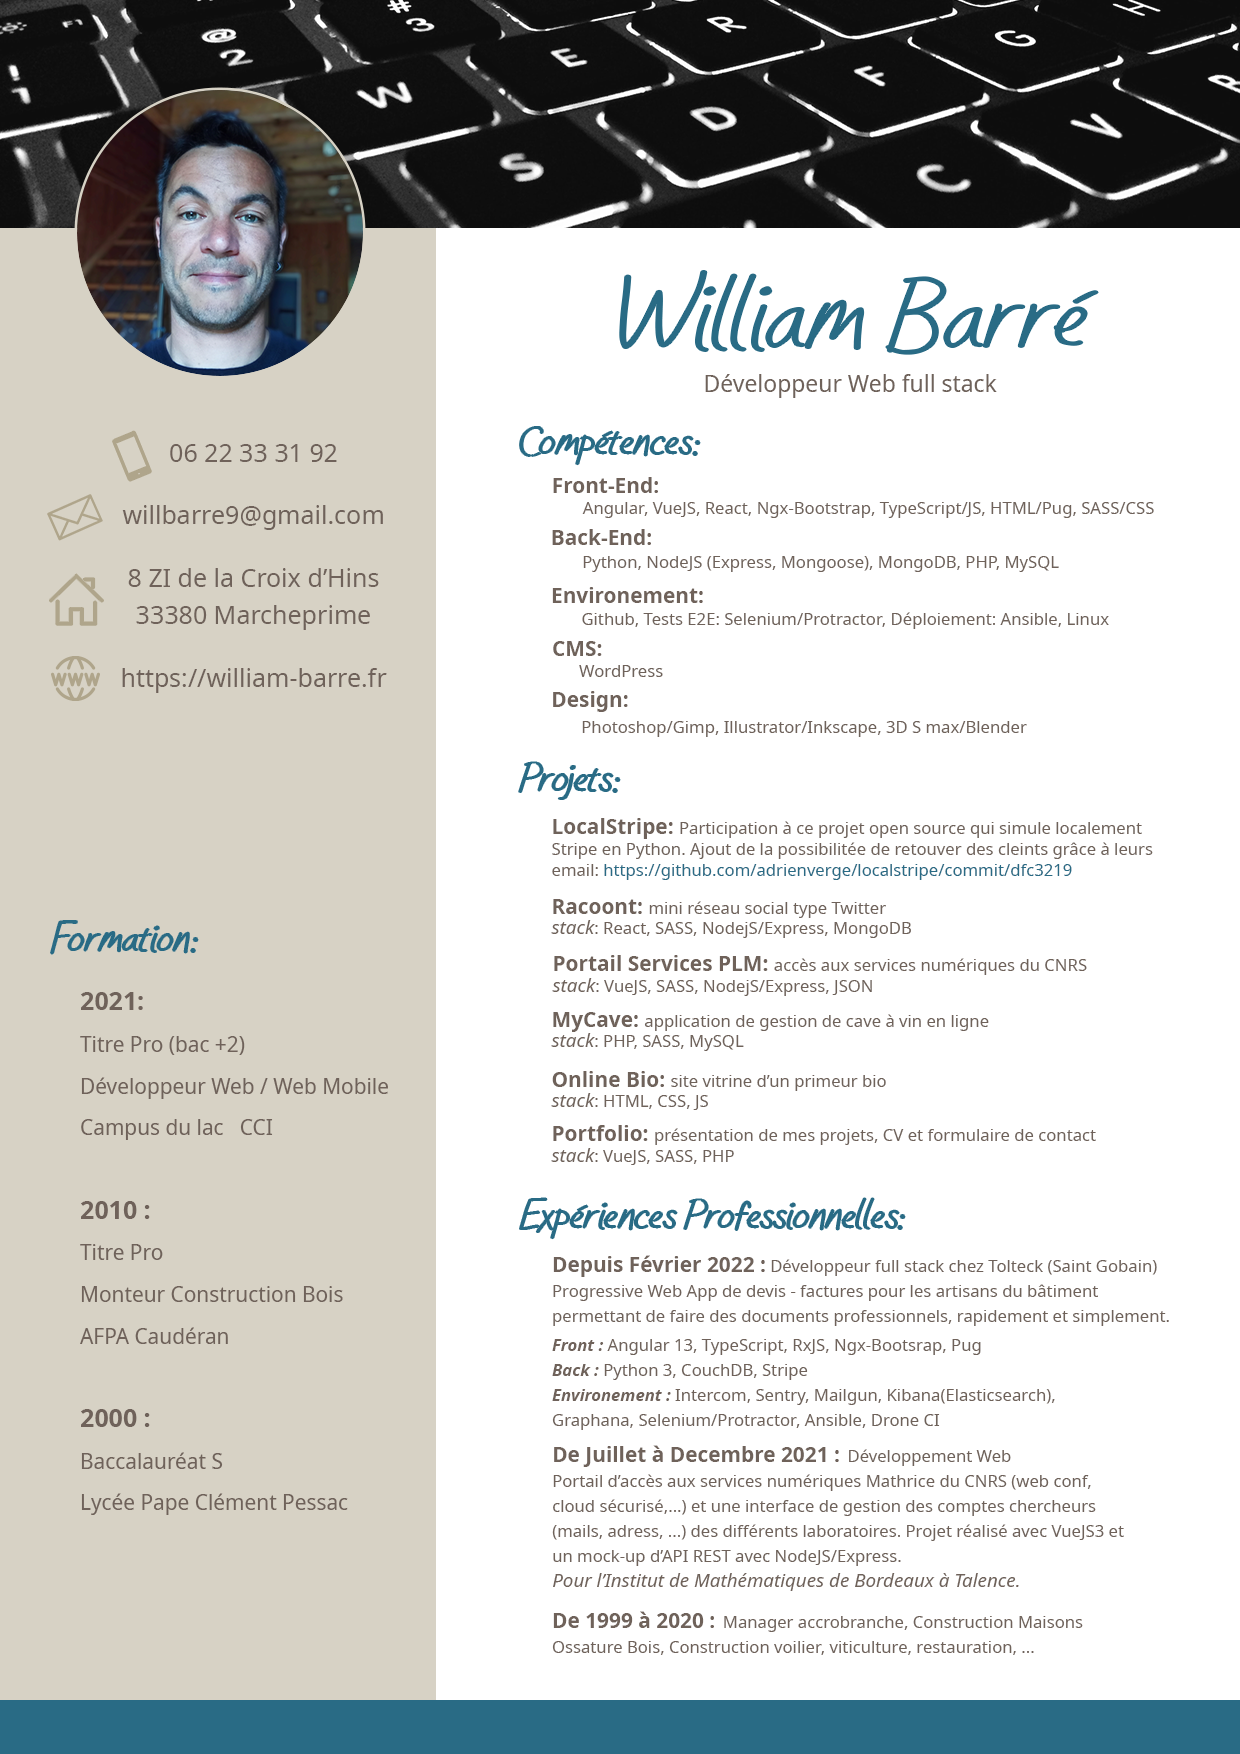 F1
@
2
#
3
1
W
E
R
S
D
F
G
C
V
H
06 22 33 31 92
willbarre9@gmail.com
8 ZI de la Croix d’Hins
33380 Marcheprime
WWW
https://william-barre.fr
Formation:
2021:
Titre Pro (bac +2)
Développeur Web / Web Mobile
Campus du lac   CCI
2010 :
Titre Pro
Monteur Construction Bois
AFPA Caudéran
2000 :
Baccalauréat S
Lycée Pape Clément Pessac
William Barré
Développeur Web full stack
Compétences:
Front-End:
Angular, VueJS, React, Ngx-Bootstrap, TypeScript/JS, HTML/Pug, SASS/CSS
Back-End:
Python, NodeJS (Express, Mongoose), MongoDB, PHP, MySQL
Environement:
Github, Tests E2E: Selenium/Protractor, Déploiement: Ansible, Linux
CMS:
WordPress
Design:
Photoshop/Gimp, Illustrator/Inkscape, 3D S max/Blender
Projets:
LocalStripe: Participation à ce projet open source qui simule localement
Stripe en Python. Ajout de la possibilitée de retouver des cleints grâce à leurs
email: https://github.com/adrienverge/localstripe/commit/dfc3219
Racoont: mini réseau social type Twitter
stack: React, SASS, NodejS/Express, MongoDB
Portail Services PLM: accès aux services numériques du CNRS
stack: VueJS, SASS, NodejS/Express, JSON
MyCave: application de gestion de cave à vin en ligne
stack: PHP, SASS, MySQL
Online Bio: site vitrine d’un primeur bio
stack: HTML, CSS, JS
Portfolio: présentation de mes projets, CV et formulaire de contact
stack: VueJS, SASS, PHP
Expériences Professionnelles:
Depuis Février 2022 : Développeur full stack chez Tolteck (Saint Gobain)
Progressive Web App de devis - factures pour les artisans du bâtiment
permettant de faire des documents professionnels, rapidement et simplement.
Front : Angular 13, TypeScript, RxJS, Ngx-Bootsrap, Pug
Back : Python 3, CouchDB, Stripe
Environement : Intercom, Sentry, Mailgun, Kibana(Elasticsearch),
Graphana, Selenium/Protractor, Ansible, Drone CI
De Juillet à Decembre 2021 : Développement Web
Portail d’accès aux services numériques Mathrice du CNRS (web conf,
cloud sécurisé,...) et une interface de gestion des comptes chercheurs
(mails, adress, ...) des différents laboratoires. Projet réalisé avec VueJS3 et
un mock-up d’API REST avec NodeJS/Express.
Pour l’Institut de Mathématiques de Bordeaux à Talence.
De 1999 à 2020 : Manager accrobranche, Construction Maisons
Ossature Bois, Construction voilier, viticulture, restauration, ...